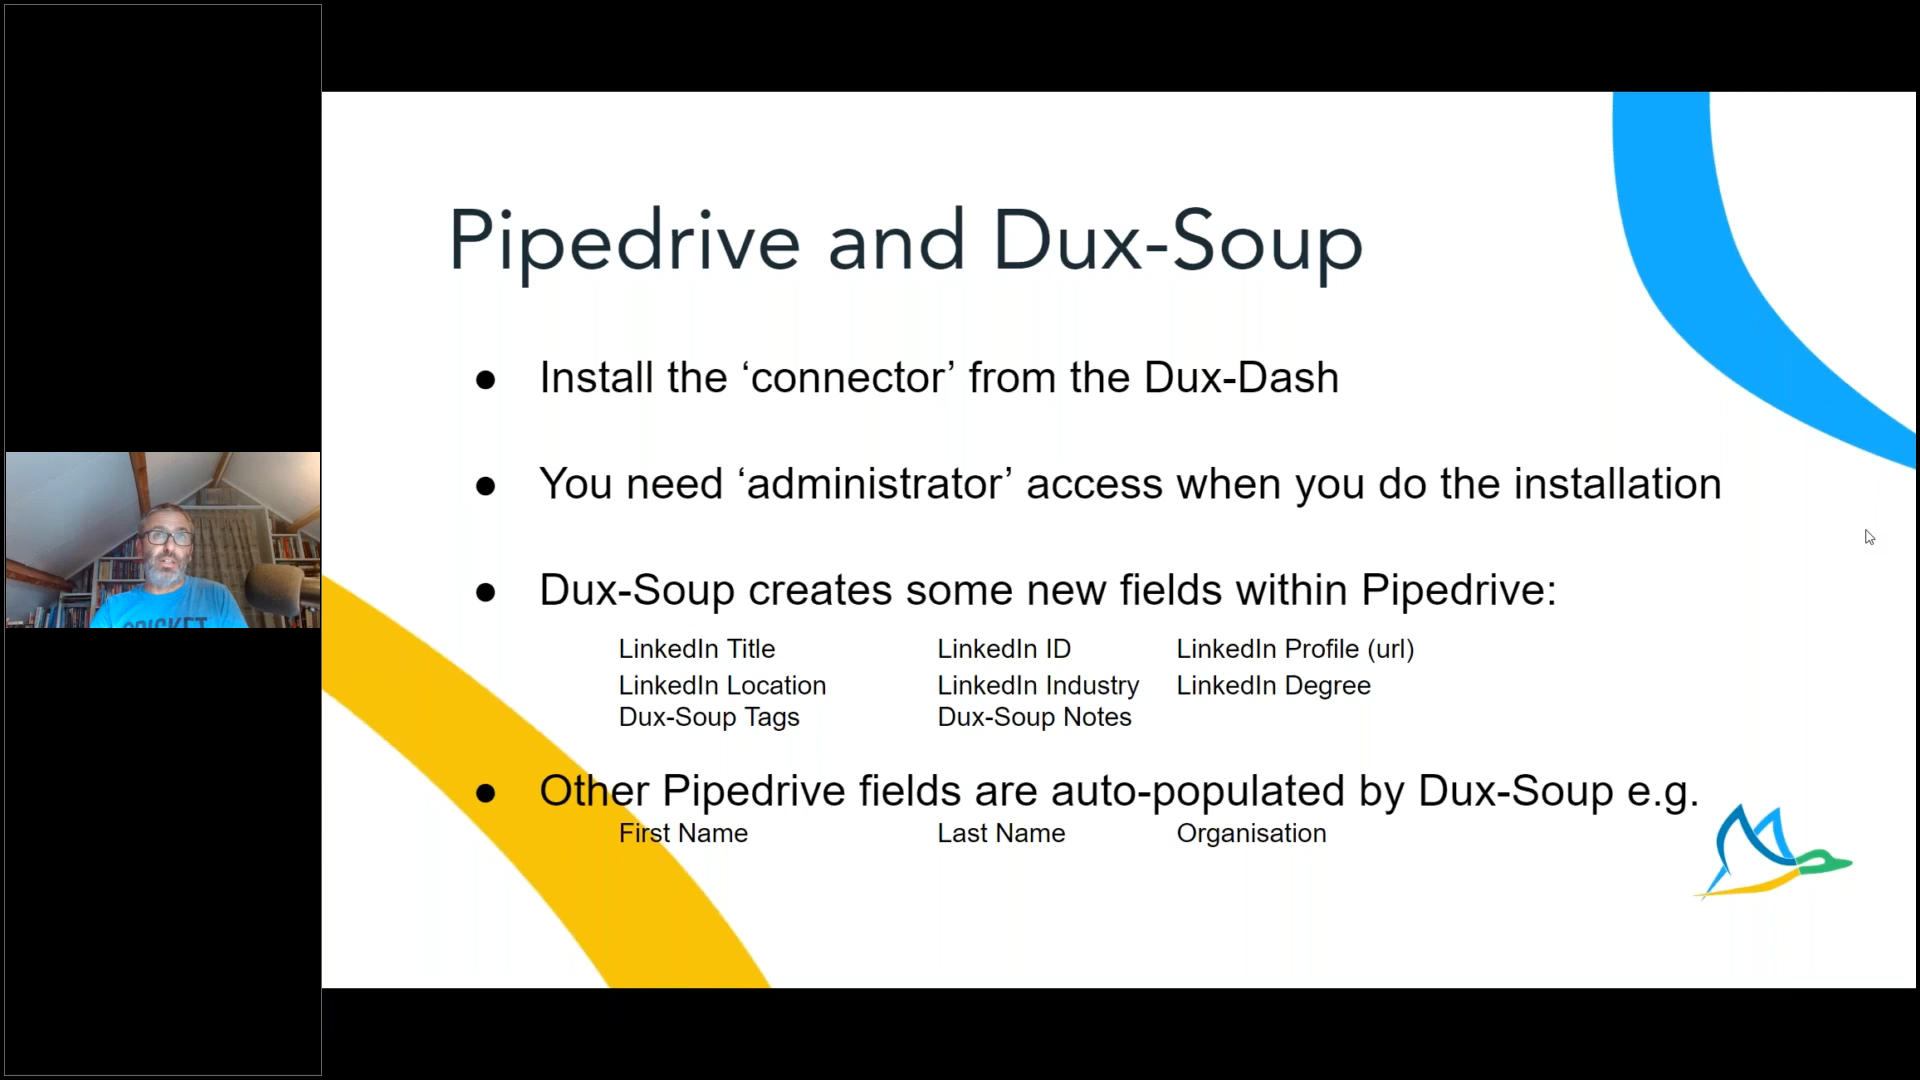 Pipedrive and Dux-Soup
● Install the ‘connector’ from the Dux-Dash
● You need ‘administrator’ access when you do the installation
● Dux-Soup creates some new fields within Pipedrive:
LinkedIn Title LinkedIn ID LinkedIn Profile (url)
LinkedIn Location LinkedIn Industry LinkedIn Degree
Dux-Soup Tags Dux-Soup Notes
● Other Pipedrive fields are auto-populated by Dux-Soup e.g.
First Name Last Name Organisation
CRICKET